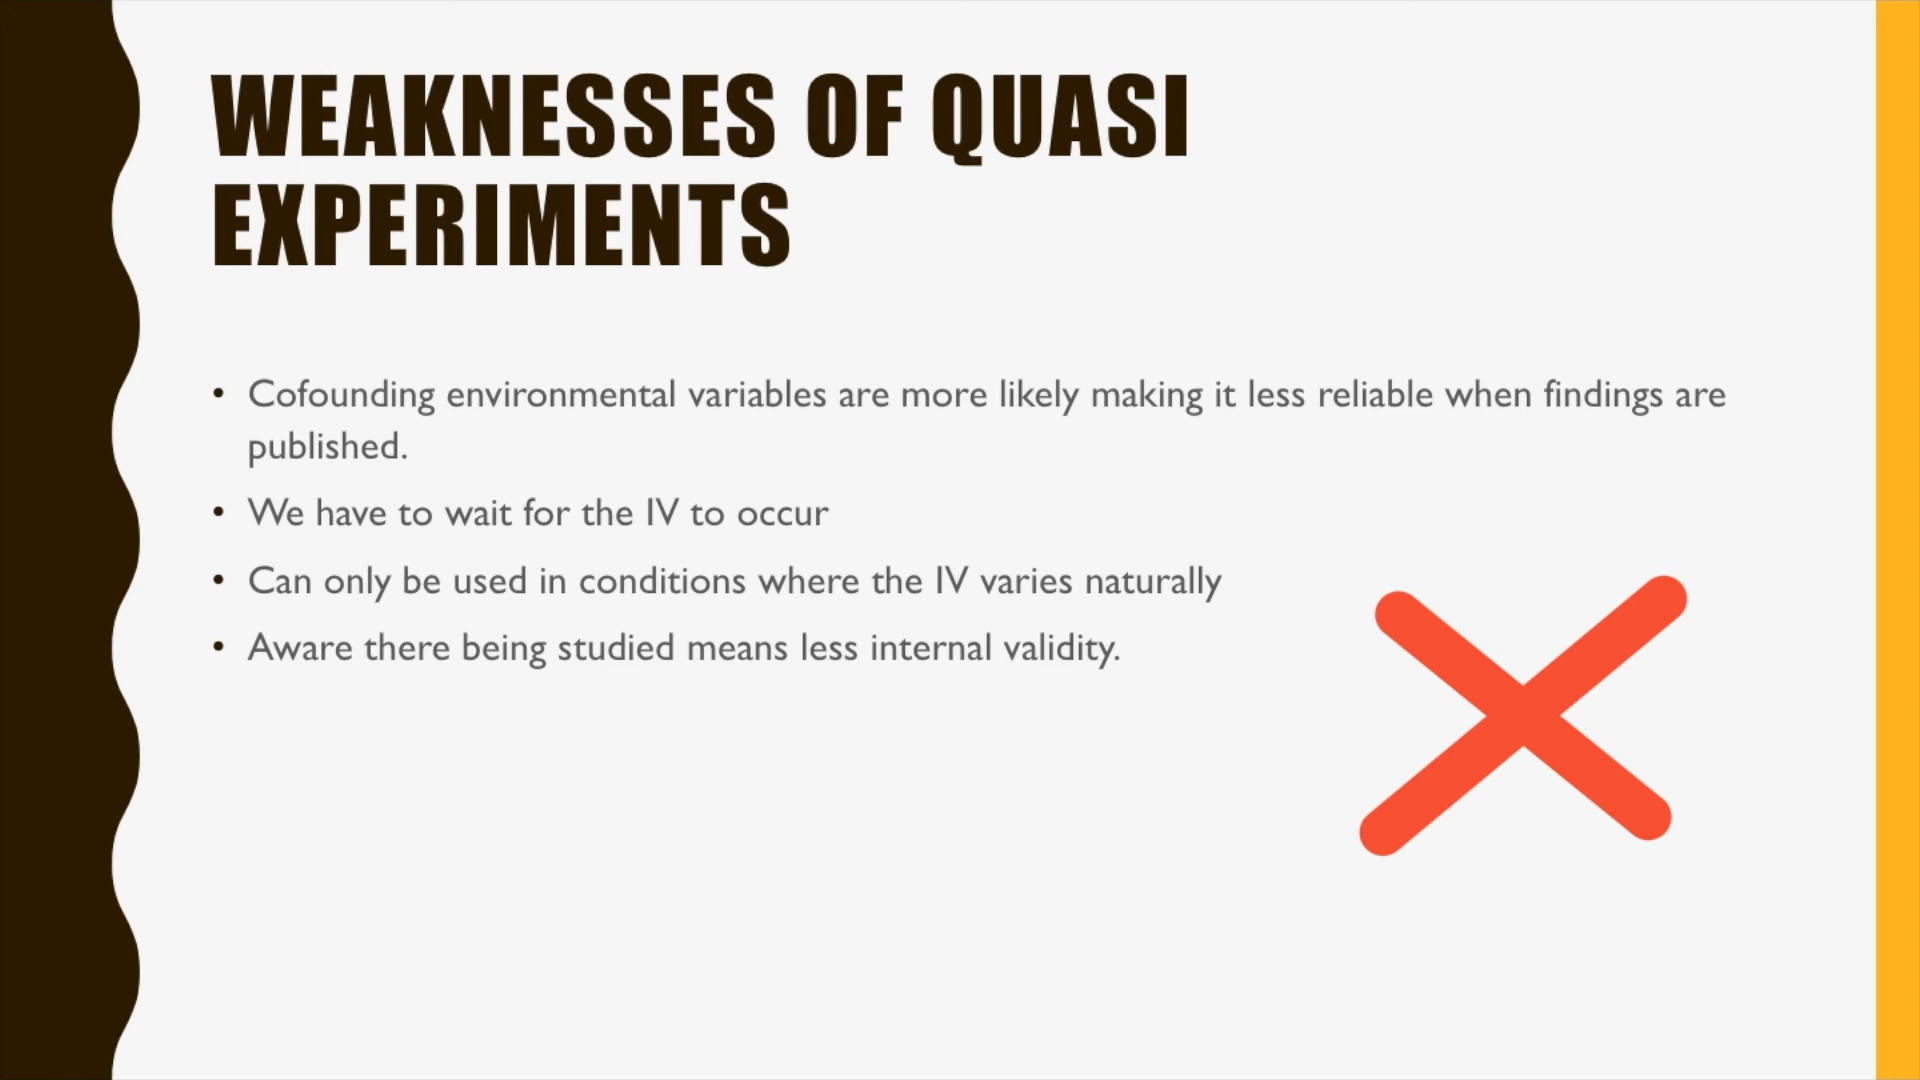 WEAKNESSES OF QUASI
EXPERIMENTS
• Cofounding environmental variables are more likely making it less reliable when findings are
published.
• We have to wait for the IV to occur
• Can only be used in conditions where the IV varies naturally
• Aware there being studied means less internal validity.